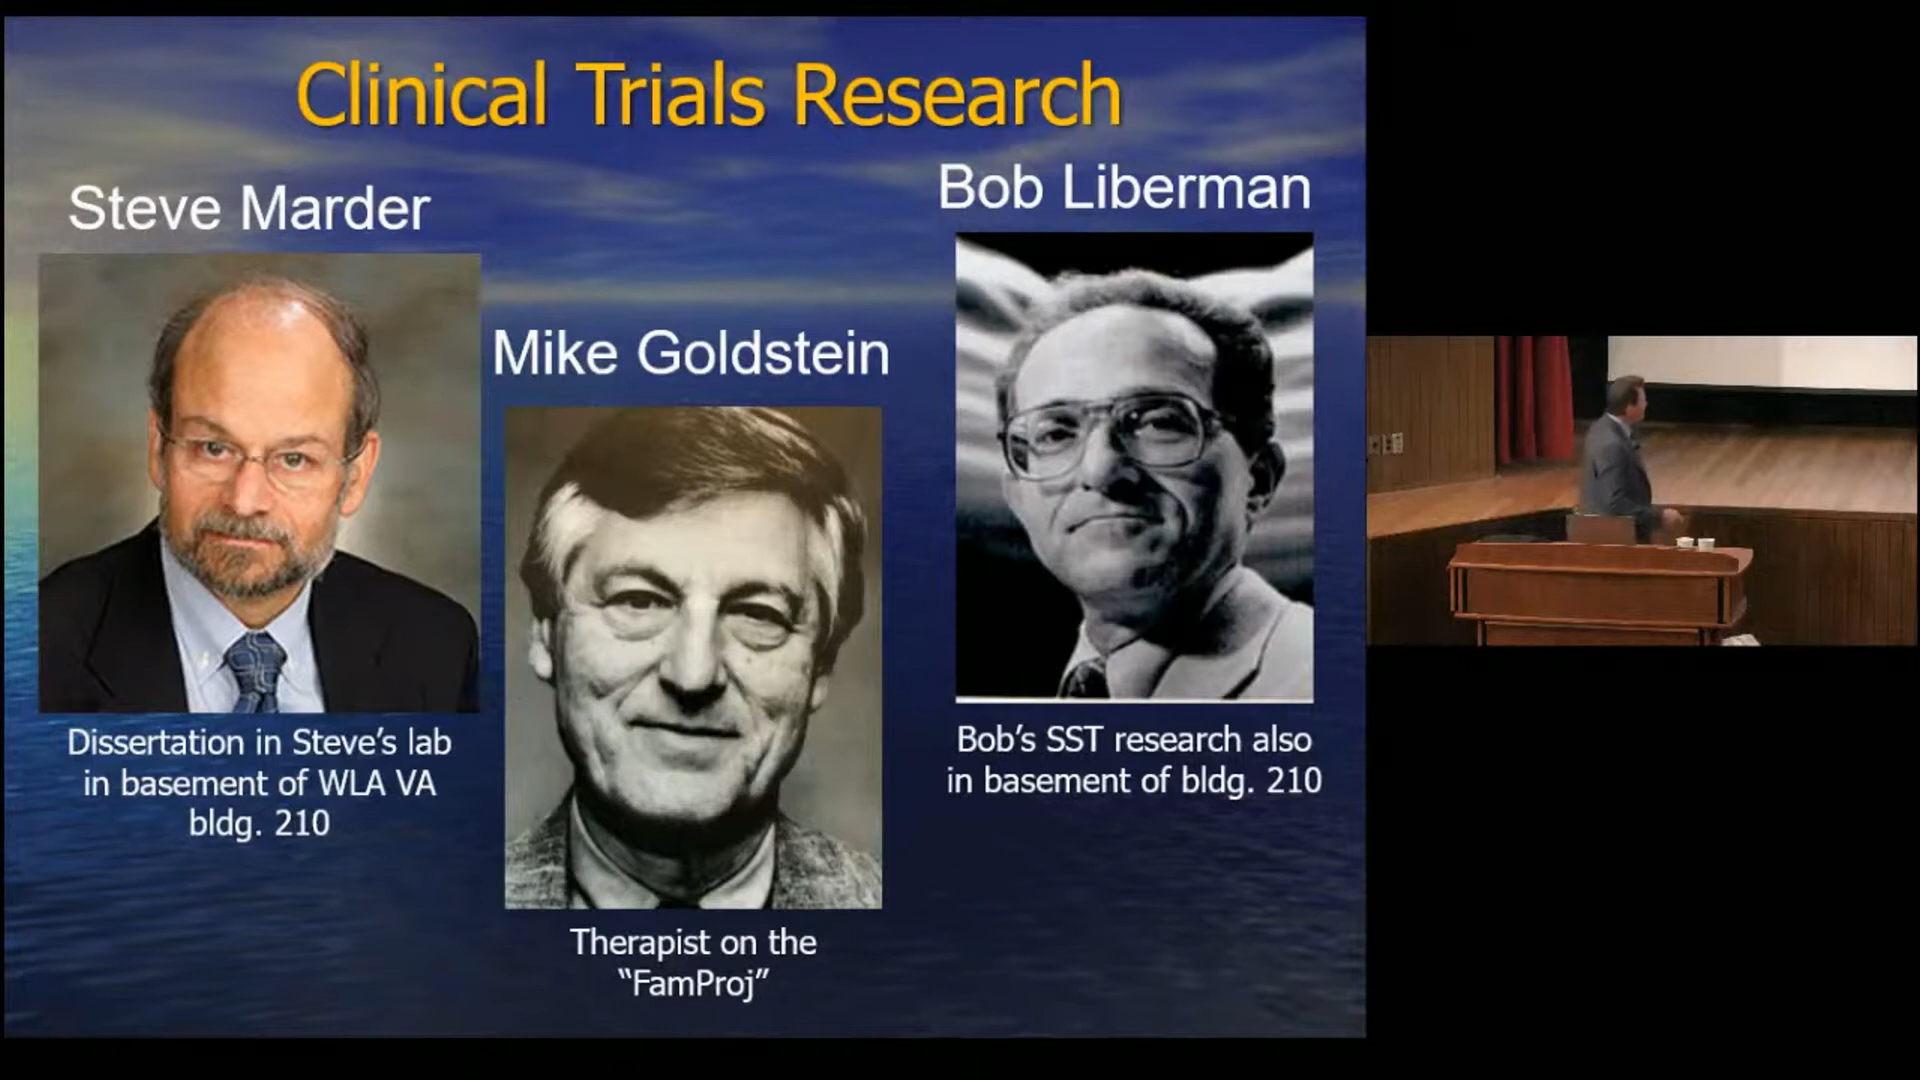 Clinical Trials Research
Steve Marder
Dissertation in Steve’s lab
in basement of WLA VA
bldg. 210
Mike Goldstein
Therapist on the
“FamProj”
Bob Liberman
Bob’s SST research also
in basement of bldg. 210